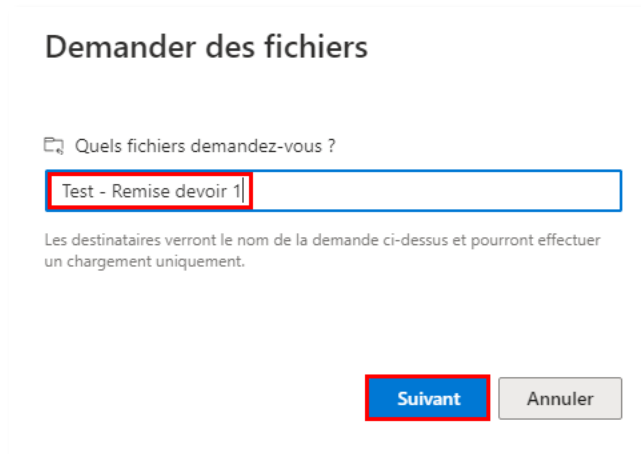 Demander des fichiers
Quels fichiers demandez-vous ?
Test - Remise devoir 1
Les destinataires verront le nom de la demande ci-dessus et pourront effectuer
un chargement uniquement.
Suivant
Annuler